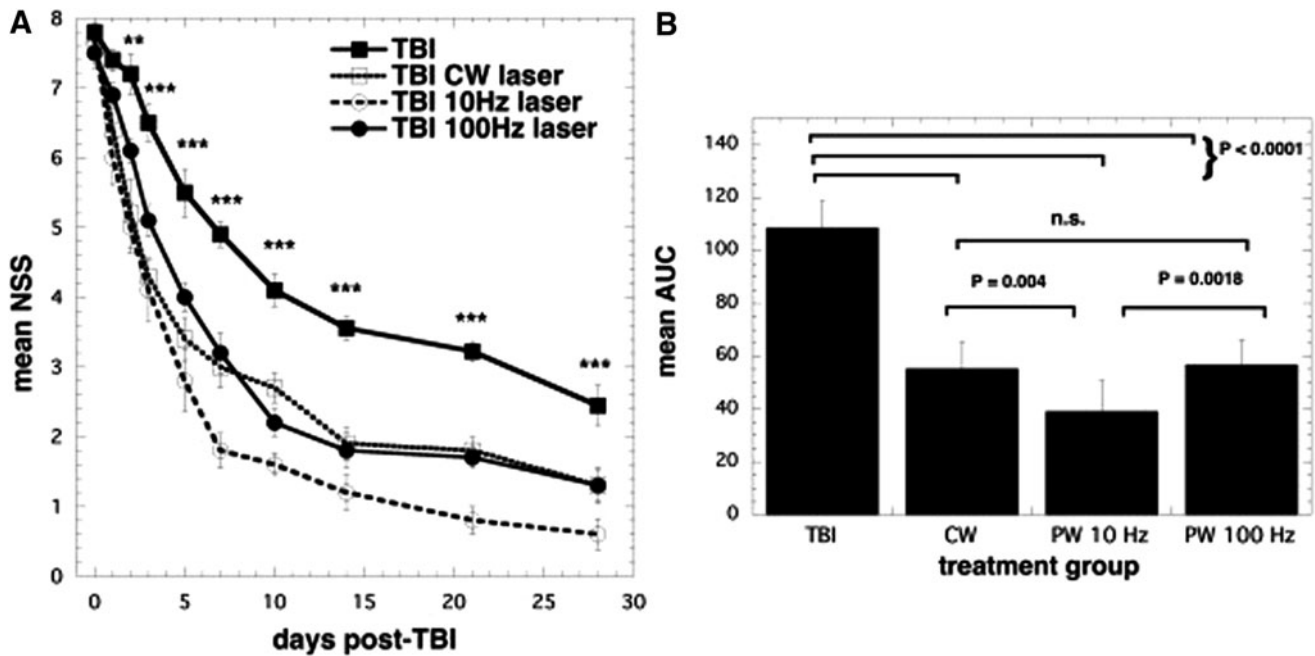 A
8
7
6
5
4
3
2
1
0
mean NSS
0 5 10 15 20 25 30
days post-TBI
TBI
TBI CW laser
TBI 10Hz laser
TBI 100Hz laser
**
***
***
***
***
***
***
***
B
140
120
100
80
60
40
20
0
mean AUC
P < 0.0001
n.s.
P = 0.004
P = 0.0018
TBI CW PW 10 Hz PW 100 Hz
treatment group